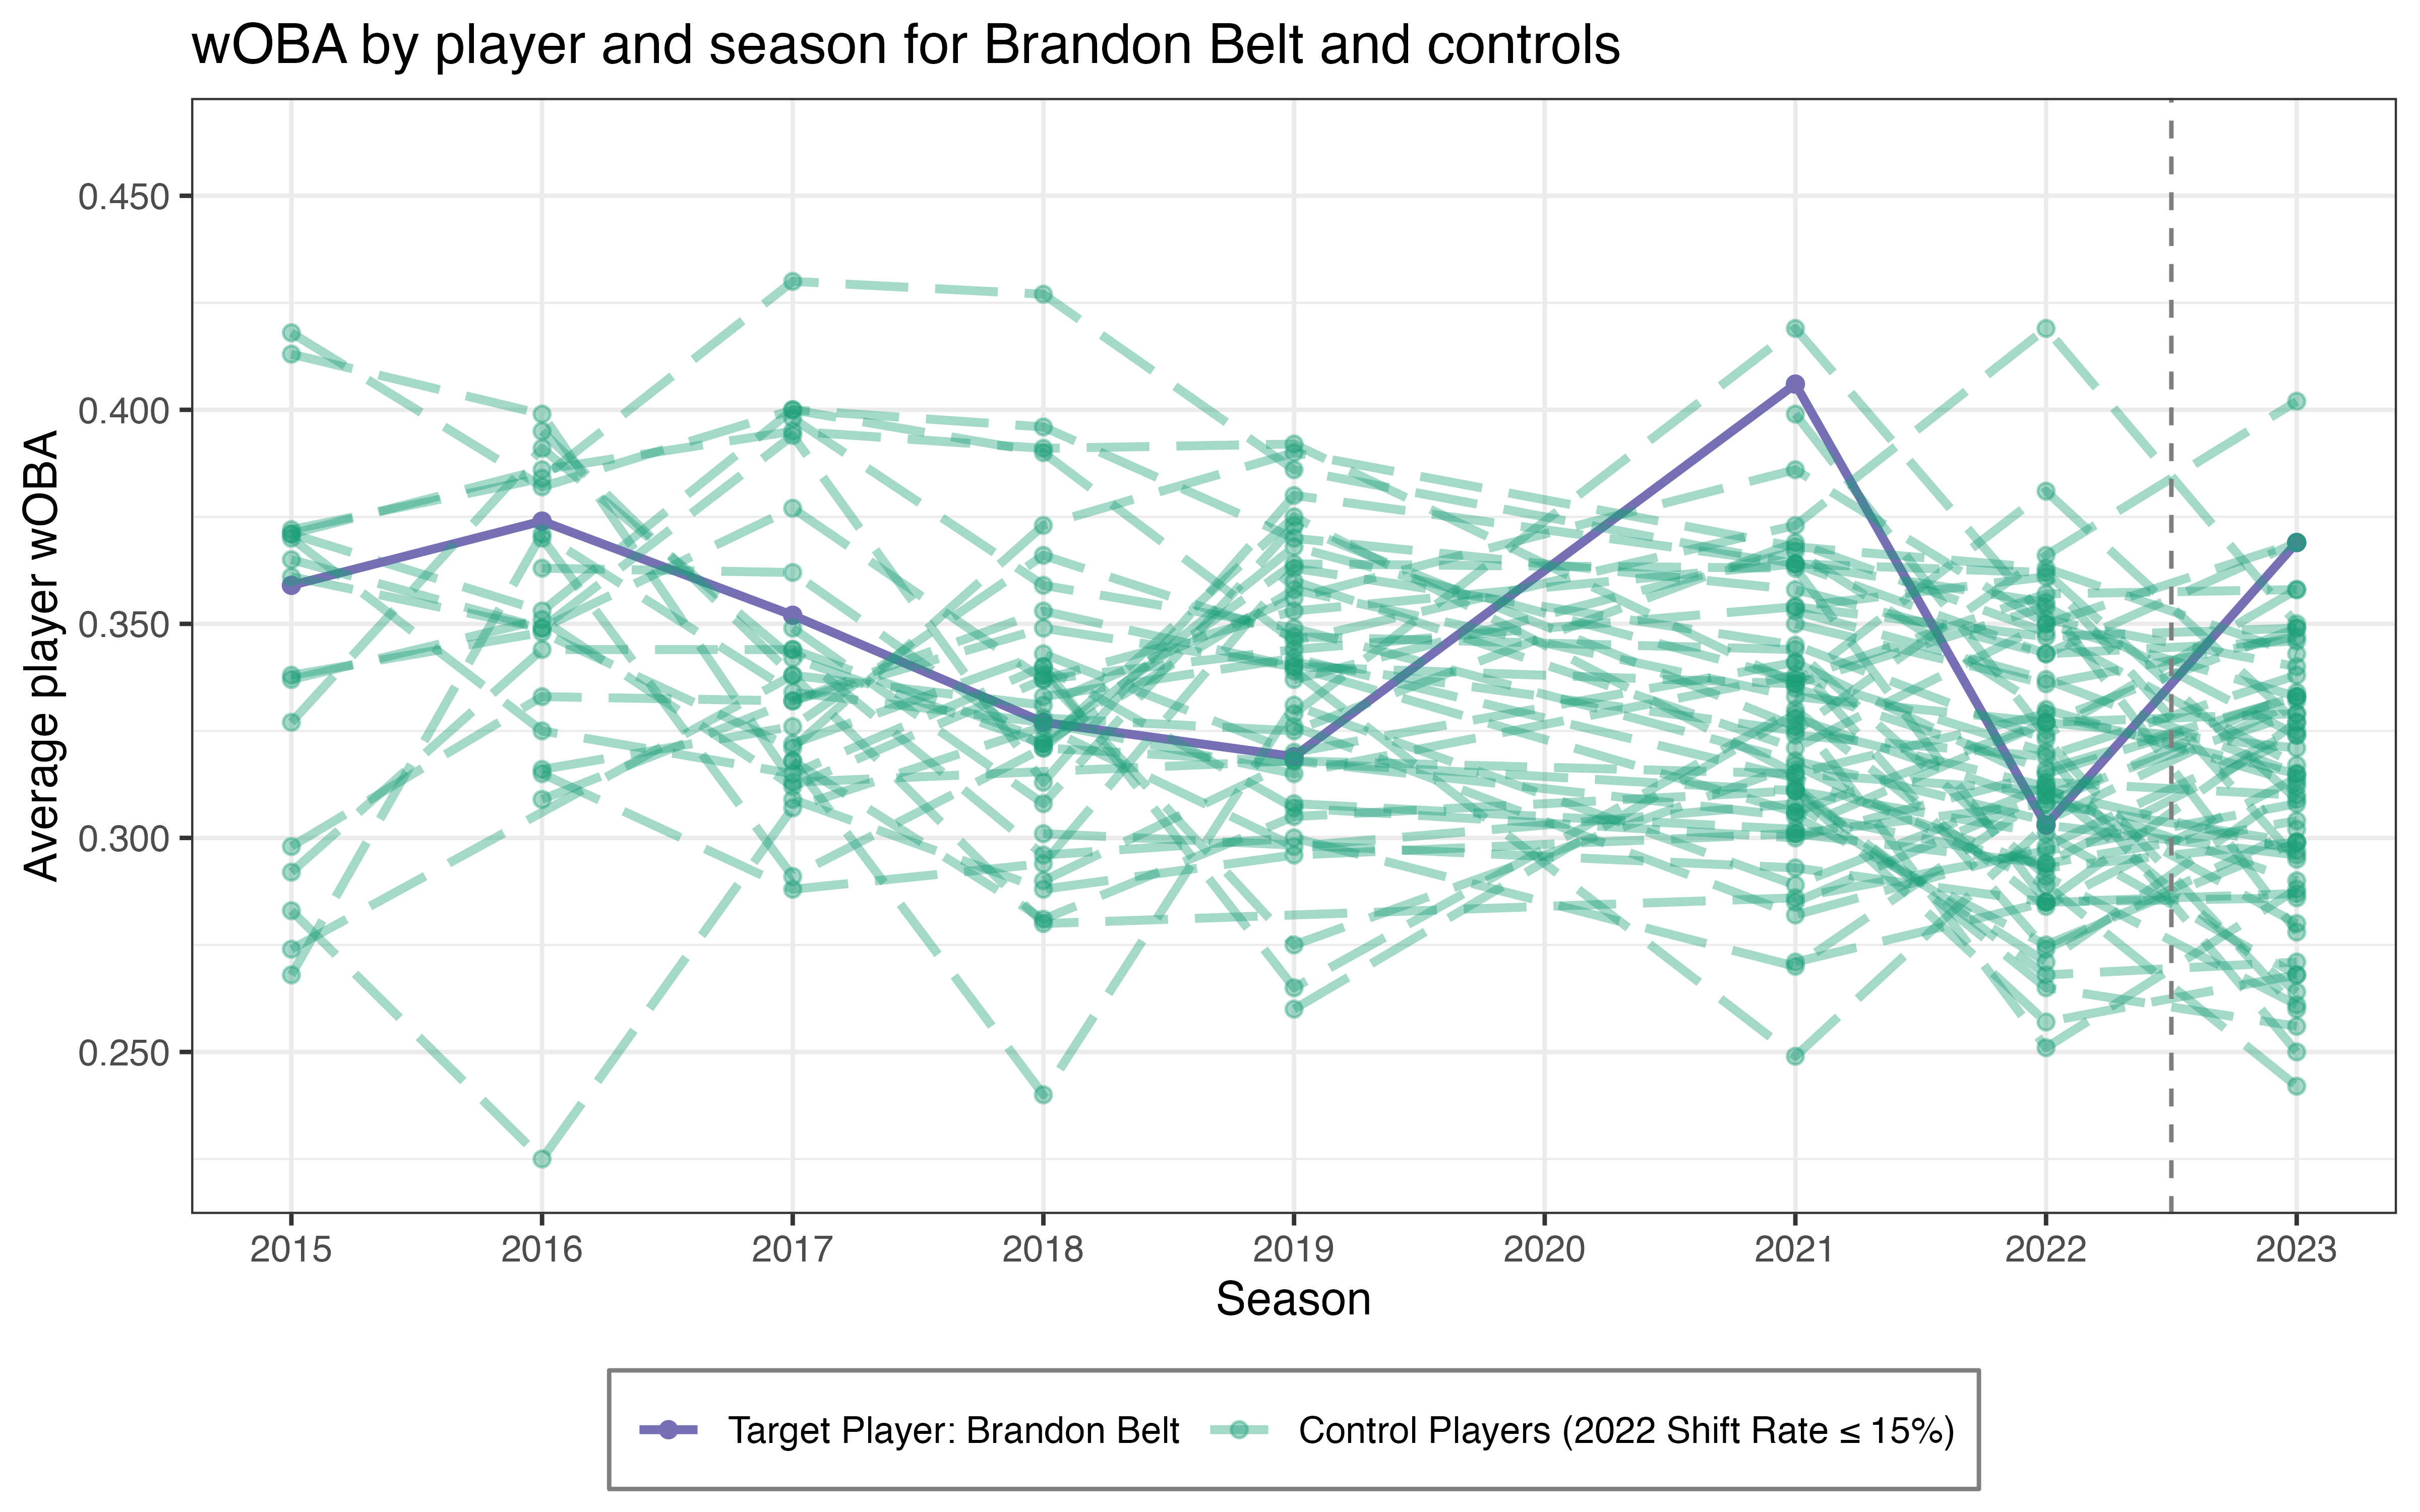 wOBA by player and season for Brandon Belt and controls
Average player wOBA
0.450
0.400
0.350
0.300
0.250
2015 2016 2017 2018 2019 2020 2021 2022 2023
Season
Target Player: Brandon Belt Control Players (2022 Shift Rate ≤ 15%)